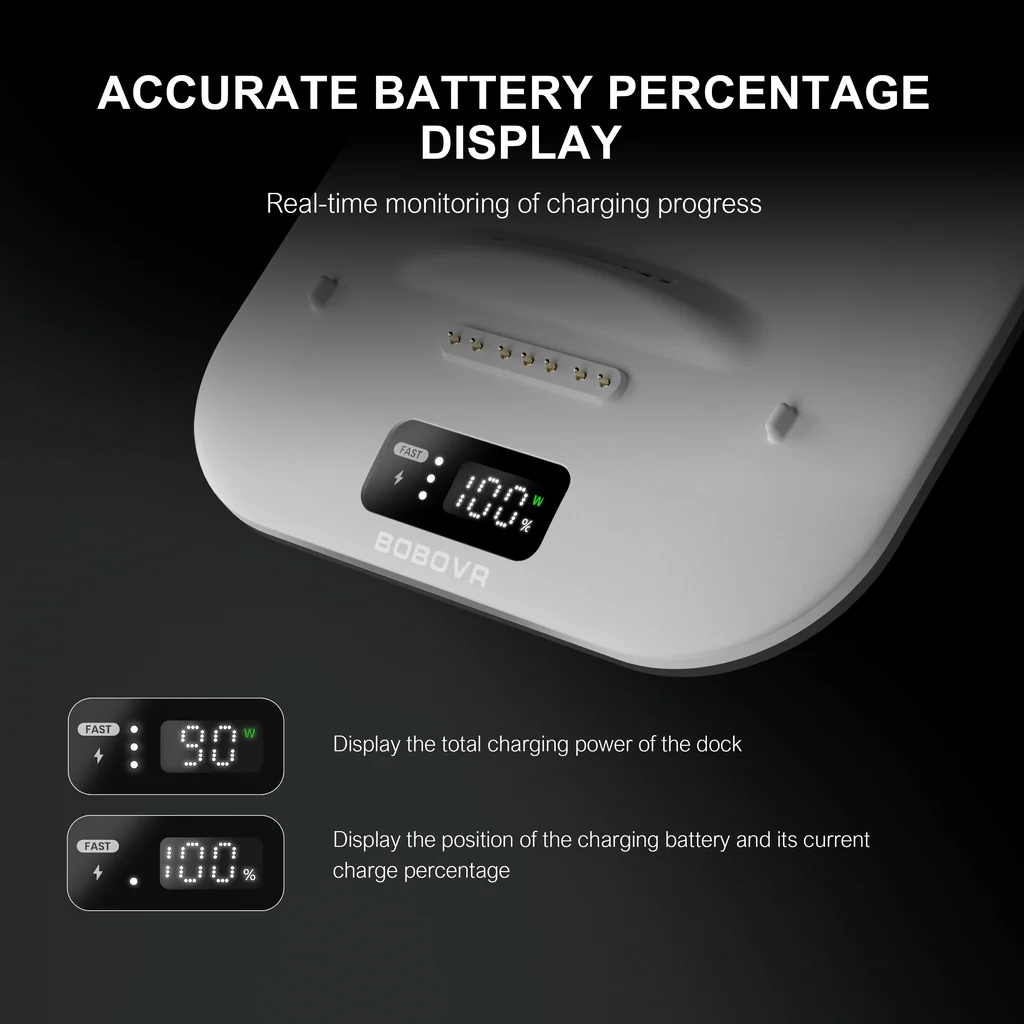 ACCURATE BATTERY PERCENTAGE
DISPLAY
Real-time monitoring of charging progress
FAST
100 W
%
BOBOVR
FAST
90 W
Display the total charging power of the dock
FAST
100 %
Display the position of the charging battery and its current
charge percentage